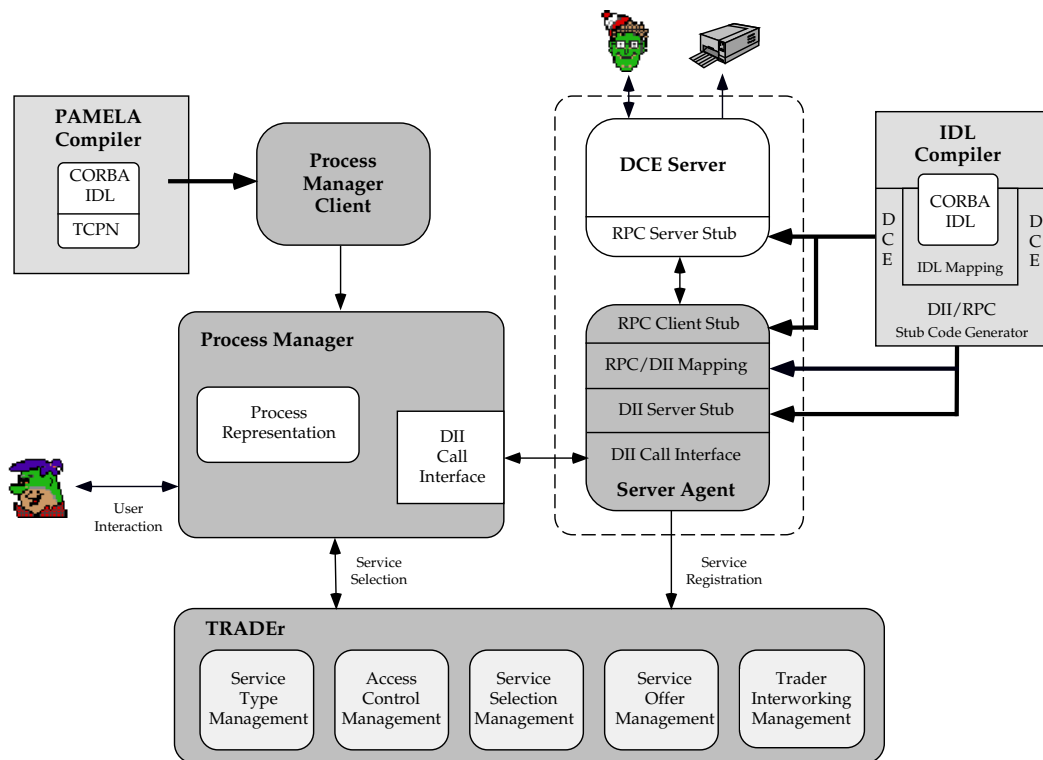 PAMELA
Compiler
CORBA
IDL
TCPN
Process
Manager
Client
DCE Server
RPC Server Stub
IDL
Compiler
CORBA
IDL
D
C
E
D
C
E
IDL Mapping
DII/RPC
Stub Code Generator
RPC Client Stub
RPC/DII Mapping
DII Server Stub
DII Call Interface
Server Agent
Process Manager
Process
Representation
DII
Call
Interface
User
Interaction
Service
Selection
Service
Registration
TRADEr
Service
Type
Management
Access
Control
Management
Service
Selection
Management
Service
Offer
Management
Trader
Interworking
Management